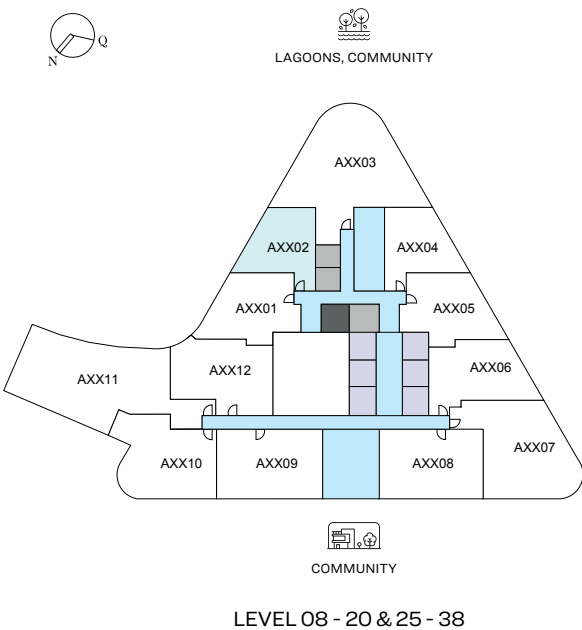 N
Q
LAGOONS, COMMUNITY
AXX03
AXX02
AXX04
AXX01
AXX05
AXX12
AXX06
AXX11
AXX07
AXX10
AXX09
AXX08
COMMUNITY
LEVEL 08 - 20 & 25 - 38